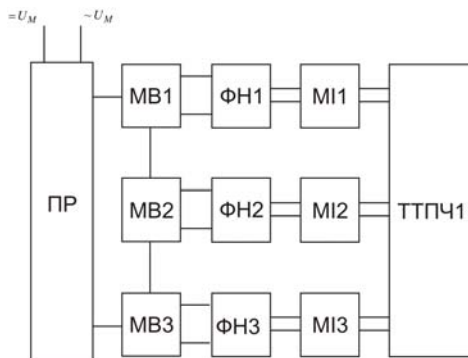 =U_M ~U_M
МВ1 ФН1 МІ1
ПР МВ2 ФН2 МІ2 ТТПЧ1
МВ3 ФН3 МІ3